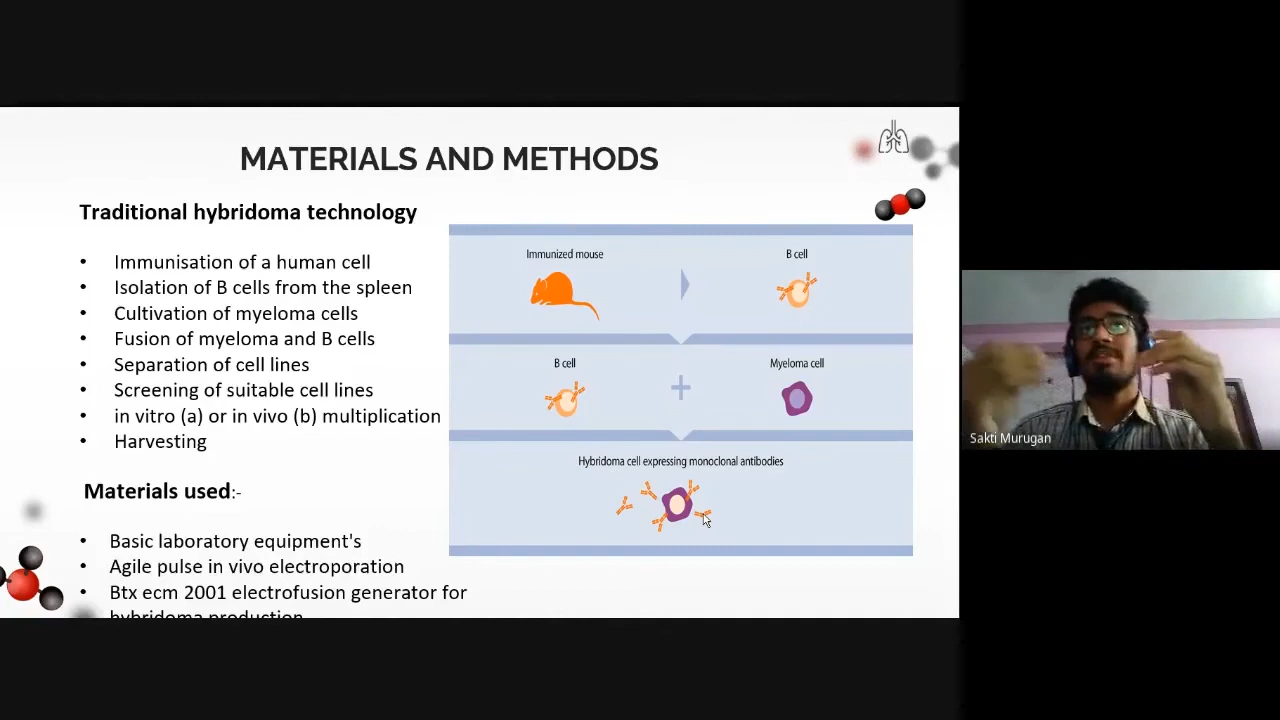 MATERIALS AND METHODS
Traditional hybridoma technology
• Immunisation of a human cell
• Isolation of B cells from the spleen
• Cultivation of myeloma cells
• Fusion of myeloma and B cells
• Separation of cell lines
• Screening of suitable cell lines
• in vitro (a) or in vivo (b) multiplication
• Harvesting
Materials used:-
• Basic laboratory equipment's
• Agile pulse in vivo electroporation
• Btx ecm 2001 electrofusion generator for
hybridoma production
Immunized mouse
B cell
B cell
+
Myeloma cell
Hybridoma cell expressing monoclonal antibodies
Sakti Murugan